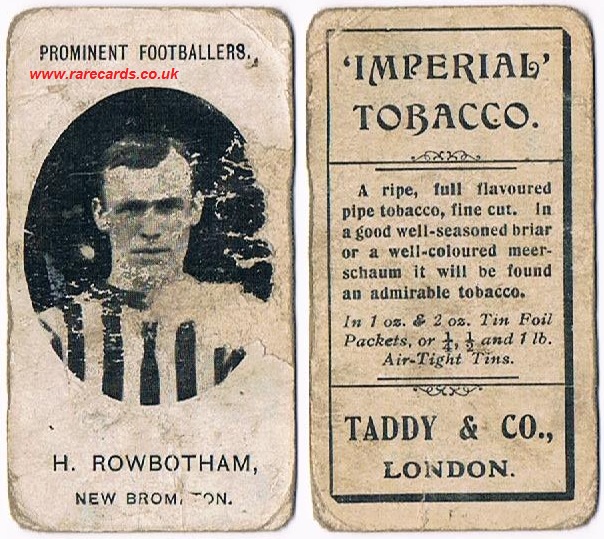 PROMINENT FOOTBALLERS.
www.rarecards.co.uk
H. ROWBOTHAM,
NEW
'IMPERIAL'
TOBACCO.
A ripe, full flavoured
pipe tobacco, fine cut. In
a good well-seasoned briar
or a well-coloured meer-
schaum it will be found
an admirable tobacco.
In 1 oz. & 2 oz. Tin Foil
Packets, or ¼, ½ and 1 lb.
Air-Tight Tins.
TADDY & CO.,
LONDON.